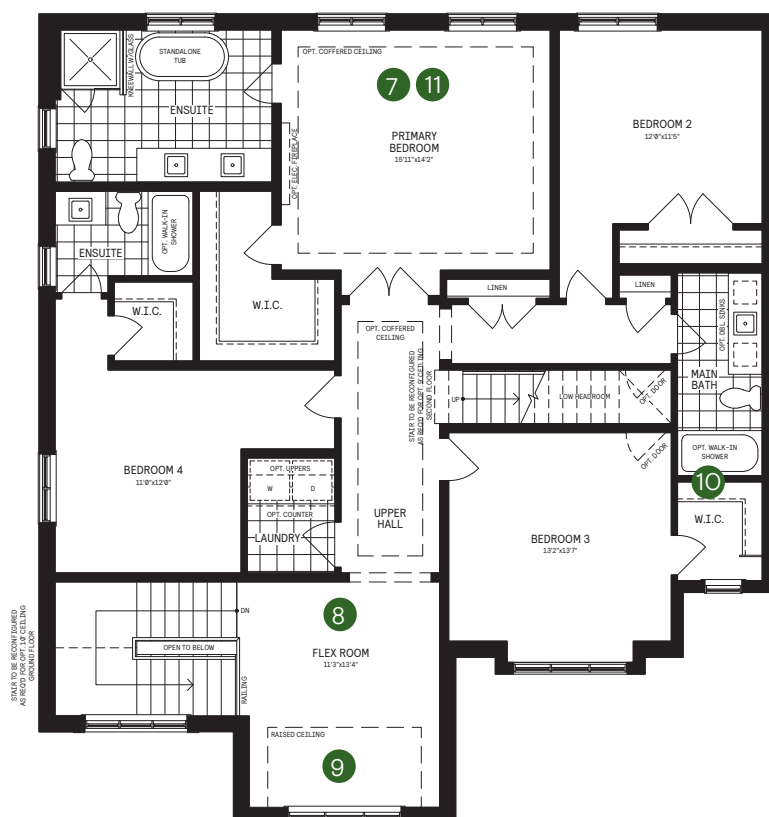 OPT. COFFERED CEILING
7 11
PRIMARY
BEDROOM
15'11"x14'2"
OPT. ELEC. FIREPLACE
KNEEWALL W/GLASS
STANDALONE
TUB
ENSUITE
BEDROOM 2
12'0"x11'5"
ENSUITE
OPT. WALK-IN
SHOWER
W.I.C.
W.I.C.
LINEN
LINEN
OPT. DBL SINKS
MAIN
BATH
OPT. WALK-IN
SHOWER
OPT. COFFERED
CEILING
STAIR TO BE RECONFIGURED
AS REQ'D FOR OPT. 9' CEILING
SECOND FLOOR
UP
LOW HEADROOM
OPT. DOOR
OPT. DOOR
BEDROOM 4
11'0"x12'0"
OPT. UPPERS
W D
OPT. COUNTER
LAUNDRY
UPPER
HALL
BEDROOM 3
13'2"x13'7"
10
W.I.C.
STAIR TO BE RECONFIGURED
AS REQ'D FOR OPT. 10' CEILING
GROUND FLOOR
DN
OPEN TO BELOW
RAILING
8
FLEX ROOM
11'3"x13'4"
RAISED CEILING
9